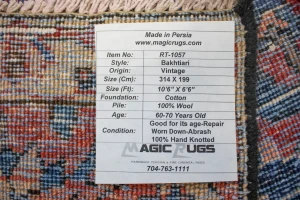 Made in Persia
www.magicrugs.com
Item No: RT-1057
Style: Bakhtiari
Origin: Vintage
Size (Cm): 314 X 199
Size (Ft): 10'6" X 6'6"
Foundation: Cotton
Pile: 100% Wool
Age: 60-70 Years Old
Condition: Good for its age-Repair
Worn Down-Abrash
100% Hand Knotted
MAGIC RUGS
704-763-1111